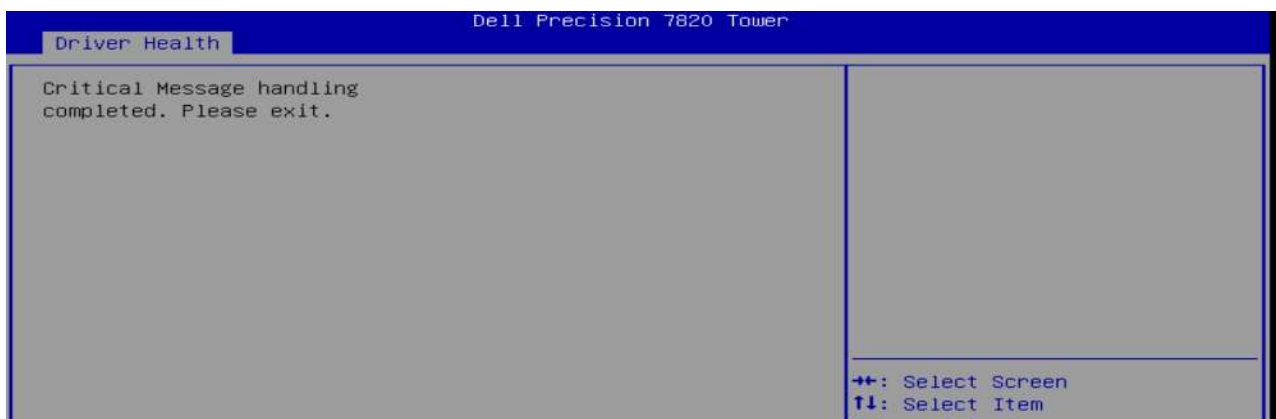 Dell Precision 7820 Tower
Driver Health
Critical Message handling
completed. Please exit.
→←: Select Screen
↑↓: Select Item